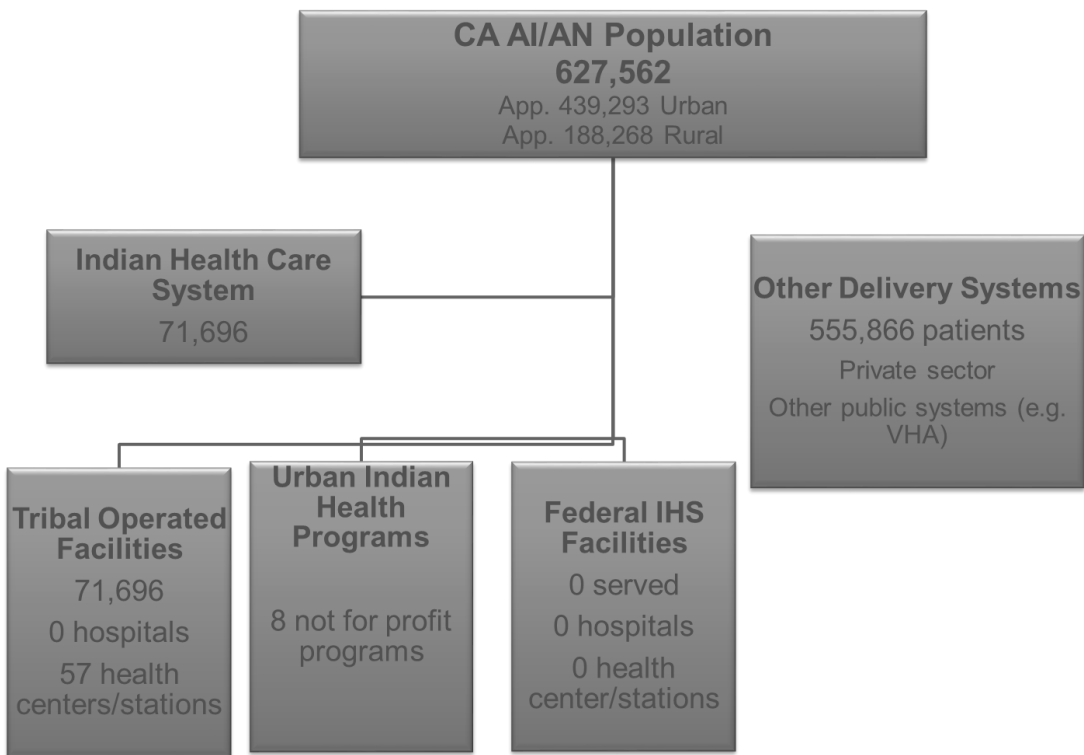 CA AI/AN Population
627,562
App. 439,293 Urban
App. 188,268 Rural
Indian Health Care
System
71,696
Other Delivery Systems
555,866 patients
Private sector
Other public systems (e.g.
VHA)
Tribal Operated
Facilities
71,696
0 hospitals
57 health
centers/stations
Urban Indian
Health
Programs
8 not for profit
programs
Federal IHS
Facilities
0 served
0 hospitals
0 health
center/stations